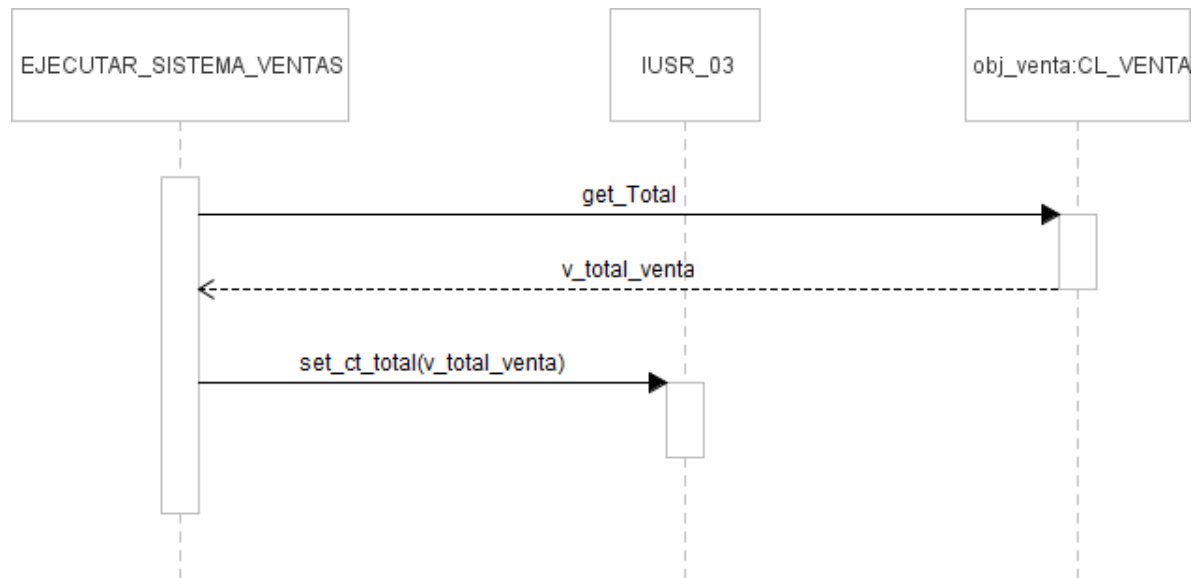 EJECUTAR_SISTEMA_VENTAS
IUSR_03
obj_venta:CL_VENTA
get_Total
v_total_venta
set_ct_total(v_total_venta)